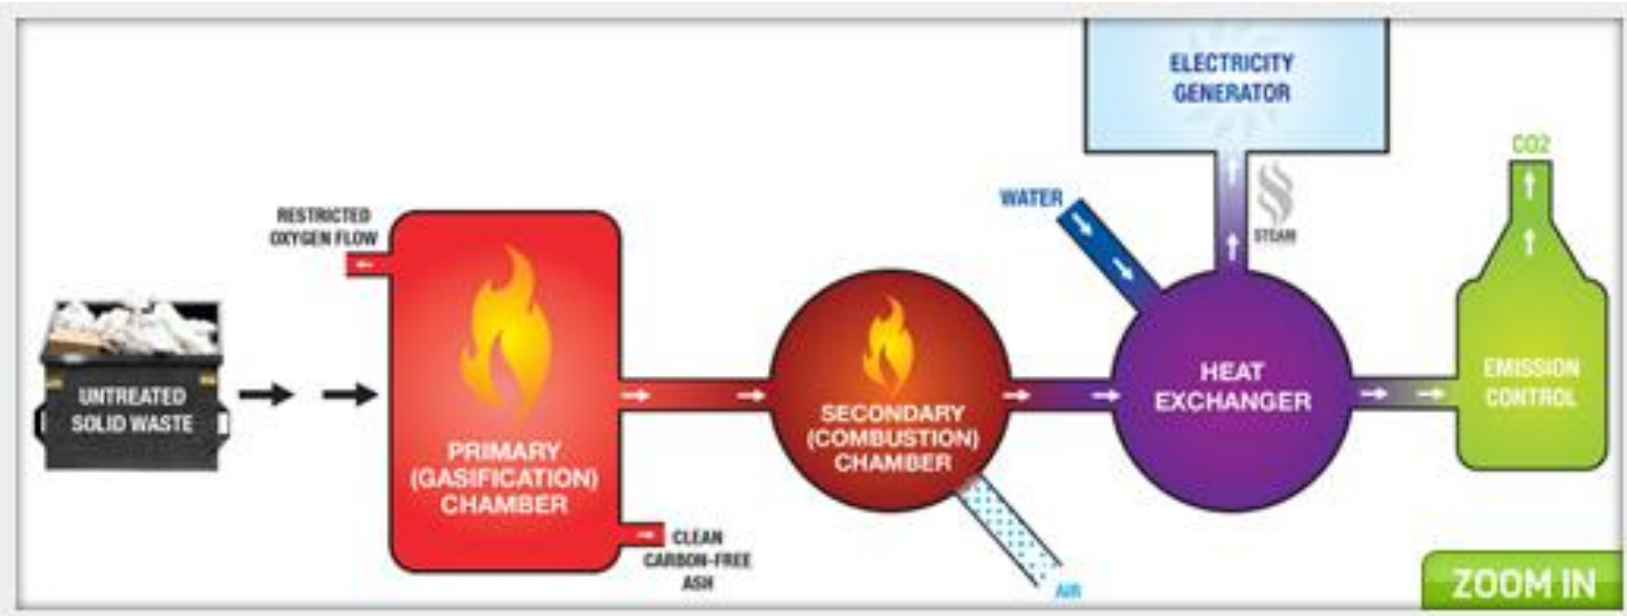 ELECTRICITY
GENERATOR
CO2
WATER
STEAM
RESTRICTED
OXYGEN FLOW
UNTREATED
SOLID WASTE
PRIMARY
(GASIFICATION)
CHAMBER
SECONDARY
(COMBUSTION)
CHAMBER
HEAT
EXCHANGER
EMISSION
CONTROL
CLEAN
CARBON-FREE
ASH
AIR
ZOOM IN